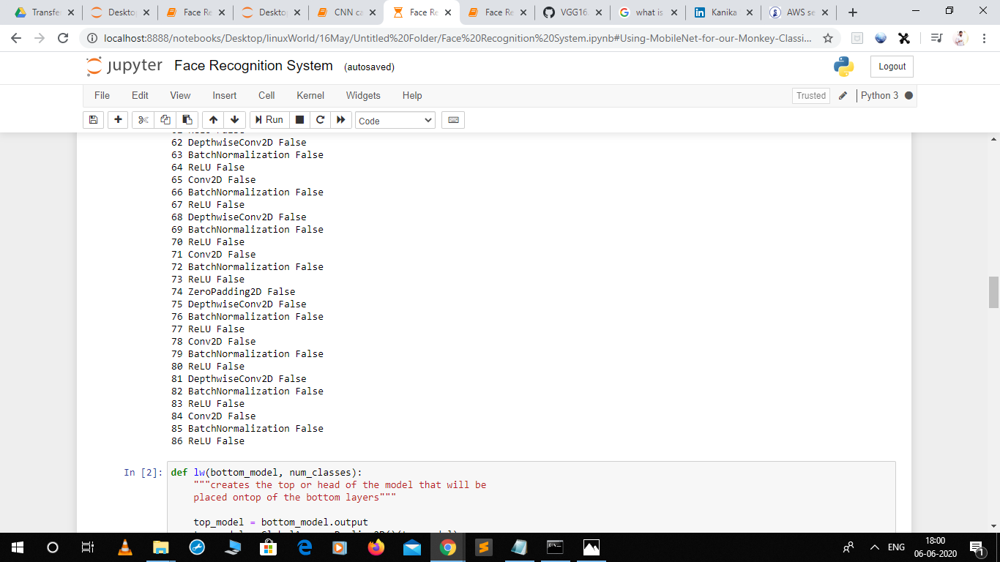 Transfe
Deskto
Face Re
Deskto
CNN ca
Face Re
Face Re
VGG16.
what is
Kanika
AWS se
localhost:8888/notebooks/Desktop/linuxWorld/16May/Untitled%20Folder/Face%20Recognition%20System.ipynb#Using-MobileNet-for-our-Monkey-Classi...
jupyter Face Recognition System (autosaved)
Logout
File Edit View Insert Cell Kernel Widgets Help
Trusted Python 3
Run Code
62 DepthwiseConv2D False
63 BatchNormalization False
64 ReLU False
65 Conv2D False
66 BatchNormalization False
67 ReLU False
68 DepthwiseConv2D False
69 BatchNormalization False
70 ReLU False
71 Conv2D False
72 BatchNormalization False
73 ReLU False
74 ZeroPadding2D False
75 DepthwiseConv2D False
76 BatchNormalization False
77 ReLU False
78 Conv2D False
79 BatchNormalization False
80 ReLU False
81 DepthwiseConv2D False
82 BatchNormalization False
83 ReLU False
84 Conv2D False
85 BatchNormalization False
86 ReLU False
In [2]: def lw(bottom_model, num_classes):
"""creates the top or head of the model that will be
placed ontop of the bottom layers"""
top_model = bottom_model.output
ENG
18:00
06-06-2020
1